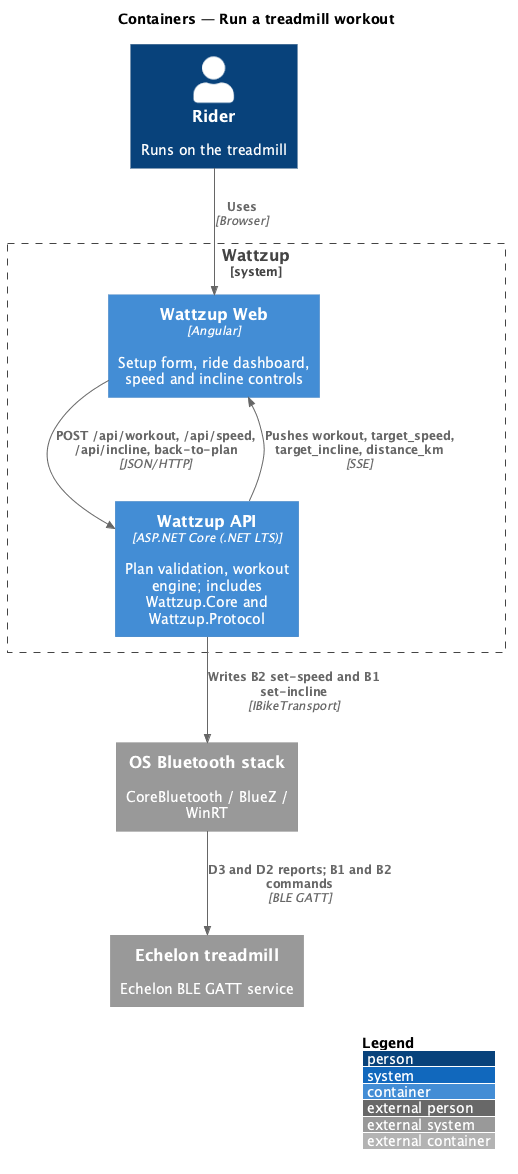 Containers — Run a treadmill workout
Rider
Runs on the treadmill
Uses
[Browser]
Wattzup
[system]
Wattzup Web
[Angular]
Setup form, ride dashboard,
speed and incline controls
POST /api/workout, /api/speed,
/api/incline, back-to-plan
[JSON/HTTP]
Pushes workout, target_speed,
target_incline, distance_km
[SSE]
Wattzup API
[ASP.NET Core (.NET LTS)]
Plan validation, workout
engine; includes
Wattzup.Core and
Wattzup.Protocol
Writes B2 set-speed and B1
set-incline
[IBikeTransport]
OS Bluetooth stack
CoreBluetooth / BlueZ /
WinRT
D3 and D2 reports; B1 and B2
commands
[BLE GATT]
Echelon treadmill
Echelon BLE GATT service
Legend
person
system
container
external person
external system
external container